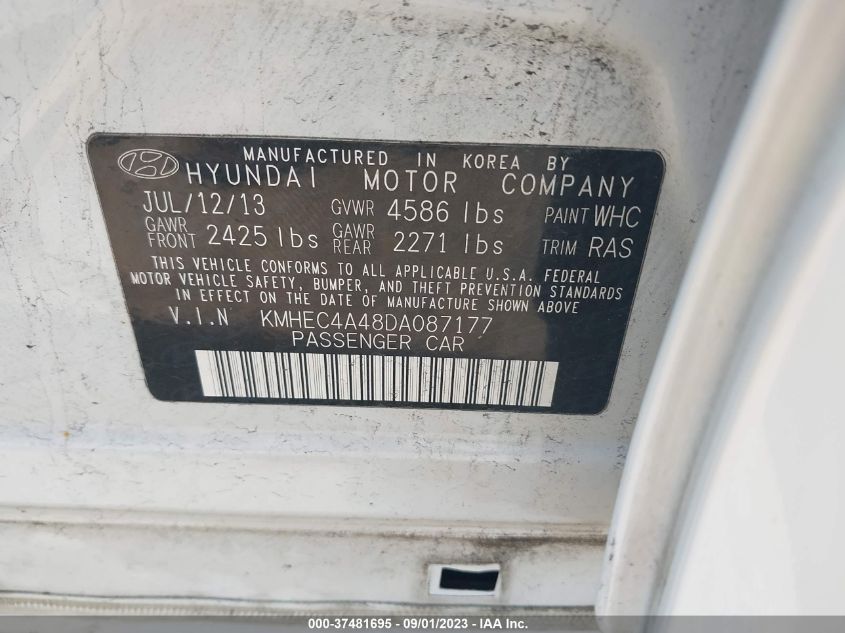 MANUFACTURED IN KOREA BY
HYUNDAI MOTOR COMPANY
JUL/12/13 GVWR 4586 lbs PAINT WHC
GAWR FRONT 2425 lbs GAWR REAR 2271 lbs TRIM RAS
THIS VEHICLE CONFORMS TO ALL APPLICABLE U.S.A. FEDERAL
MOTOR VEHICLE SAFETY, BUMPER, AND THEFT PREVENTION STANDARDS
IN EFFECT ON THE DATE OF MANUFACTURE SHOWN ABOVE
V.I.N KMHEC4A48DA087177
PASSENGER CAR
000-37481695 - 09/01/2023 - IAA Inc.